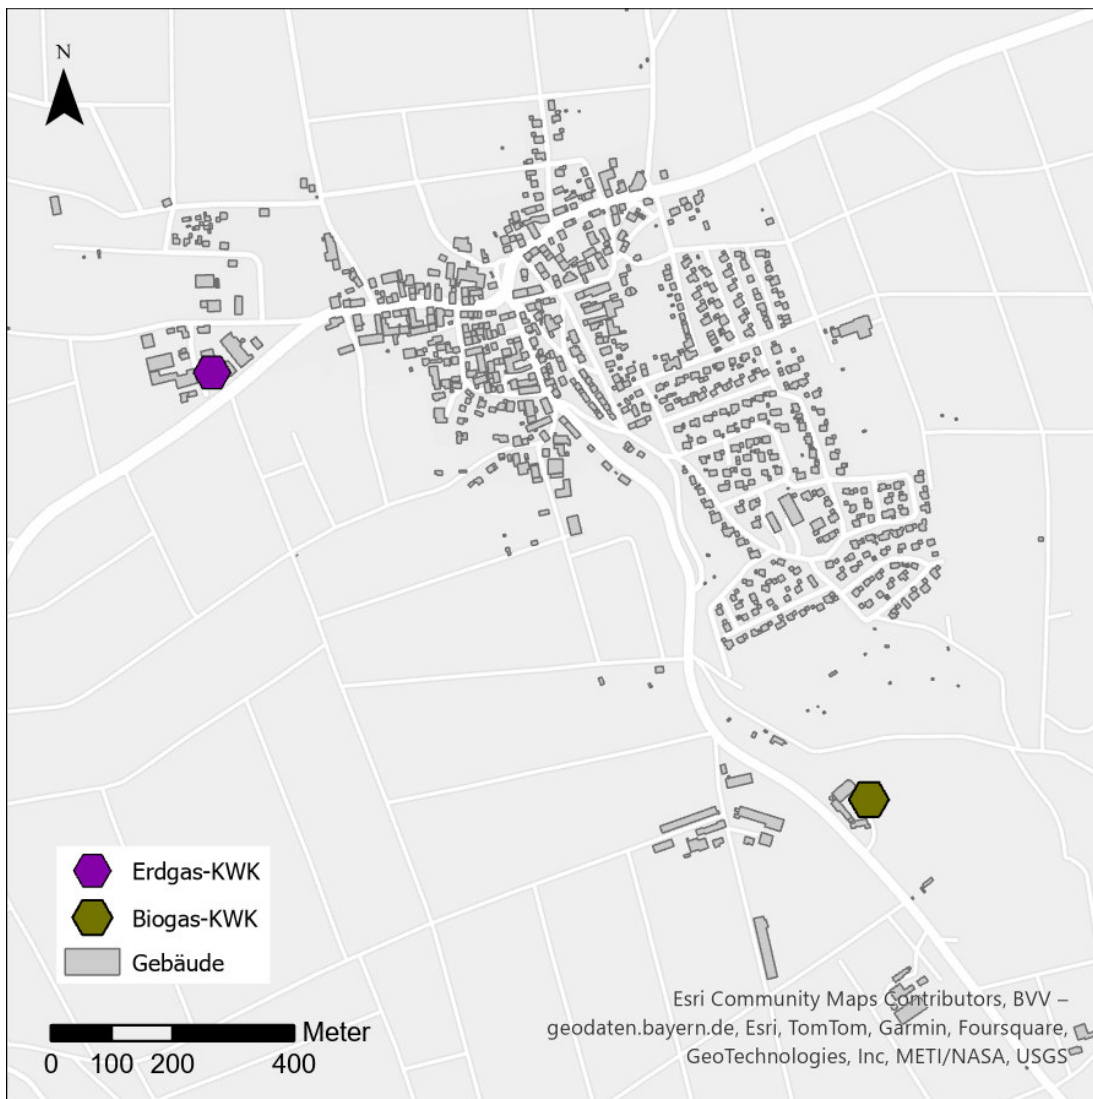 N
Erdgas-KWK
Biogas-KWK
Gebäude
Meter
0 100 200 400
Esri Community Maps Contributors, BVV –
geodaten.bayern.de, Esri, TomTom, Garmin, Foursquare,
GeoTechnologies, Inc, METI/NASA, USGS